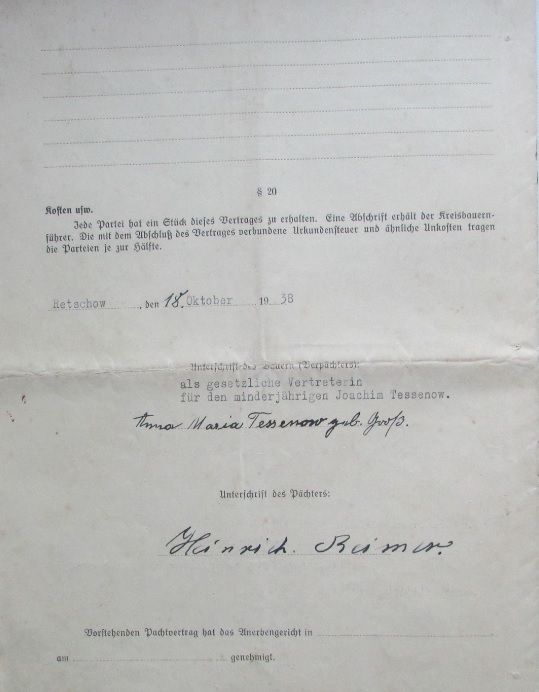 § 20
Kosten usw.
Jede Partei hat ein Stück dieses Vertrages zu erhalten. Eine Abschrift erhält der Kreisbauern-
führer. Die mit dem Abschluß des Vertrages verbundene Urkundensteuer und ähnliche Unkosten tragen
die Parteien je zur Hälfte.
Retschow, den 18. Oktober 1938
Unterschrift des Bauern (Verpächters):
als gesetzliche Vertreterin
für den minderjährigen Joachim Tessenow.
Anna Maria Tessenow geb. Groß.
Unterschrift des Pächters:
Heinrich. Reimer.
Vorstehenden Pachtvertrag hat das Anerbengericht in
am genehmigt.